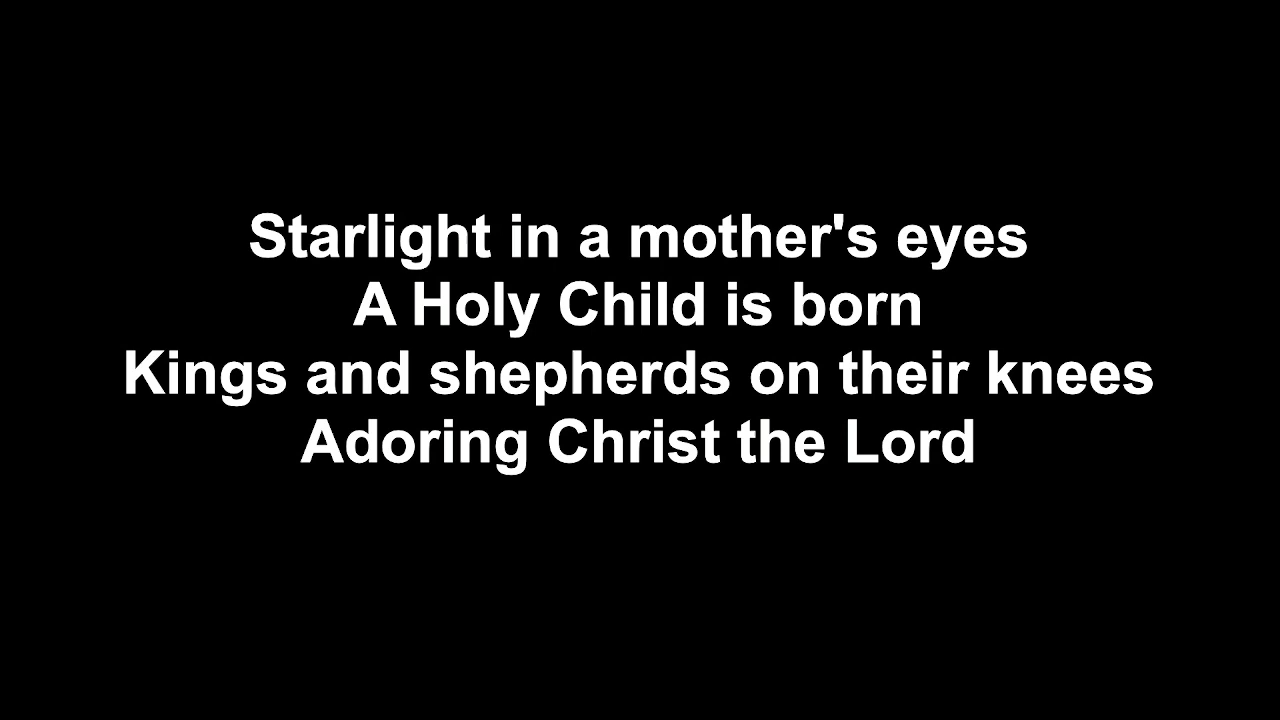 Starlight in a mother's eyes
A Holy Child is born
Kings and shepherds on their knees
Adoring Christ the Lord